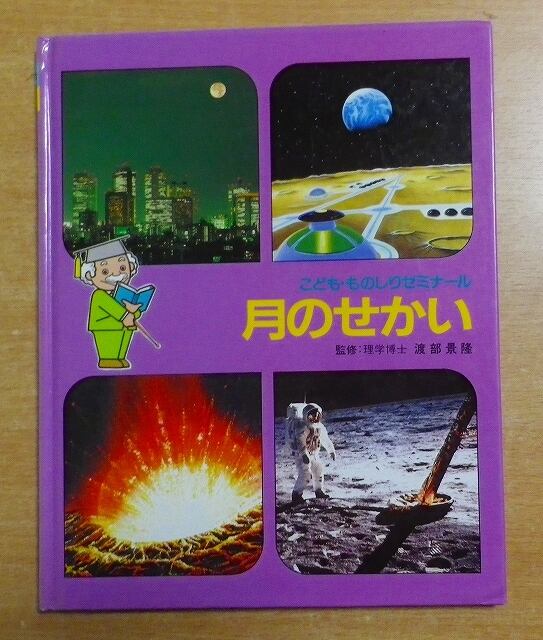 こども・ものしりゼミナール
月のせかい
監修：理学博士 渡部景隆